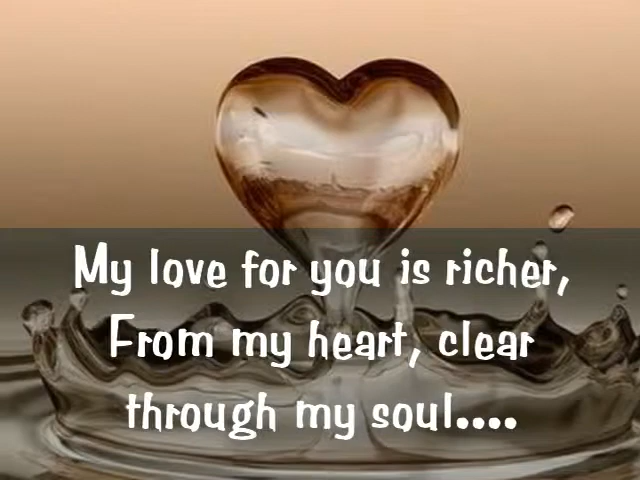 My love for you is richer,
From my heart, clear
through my soul....